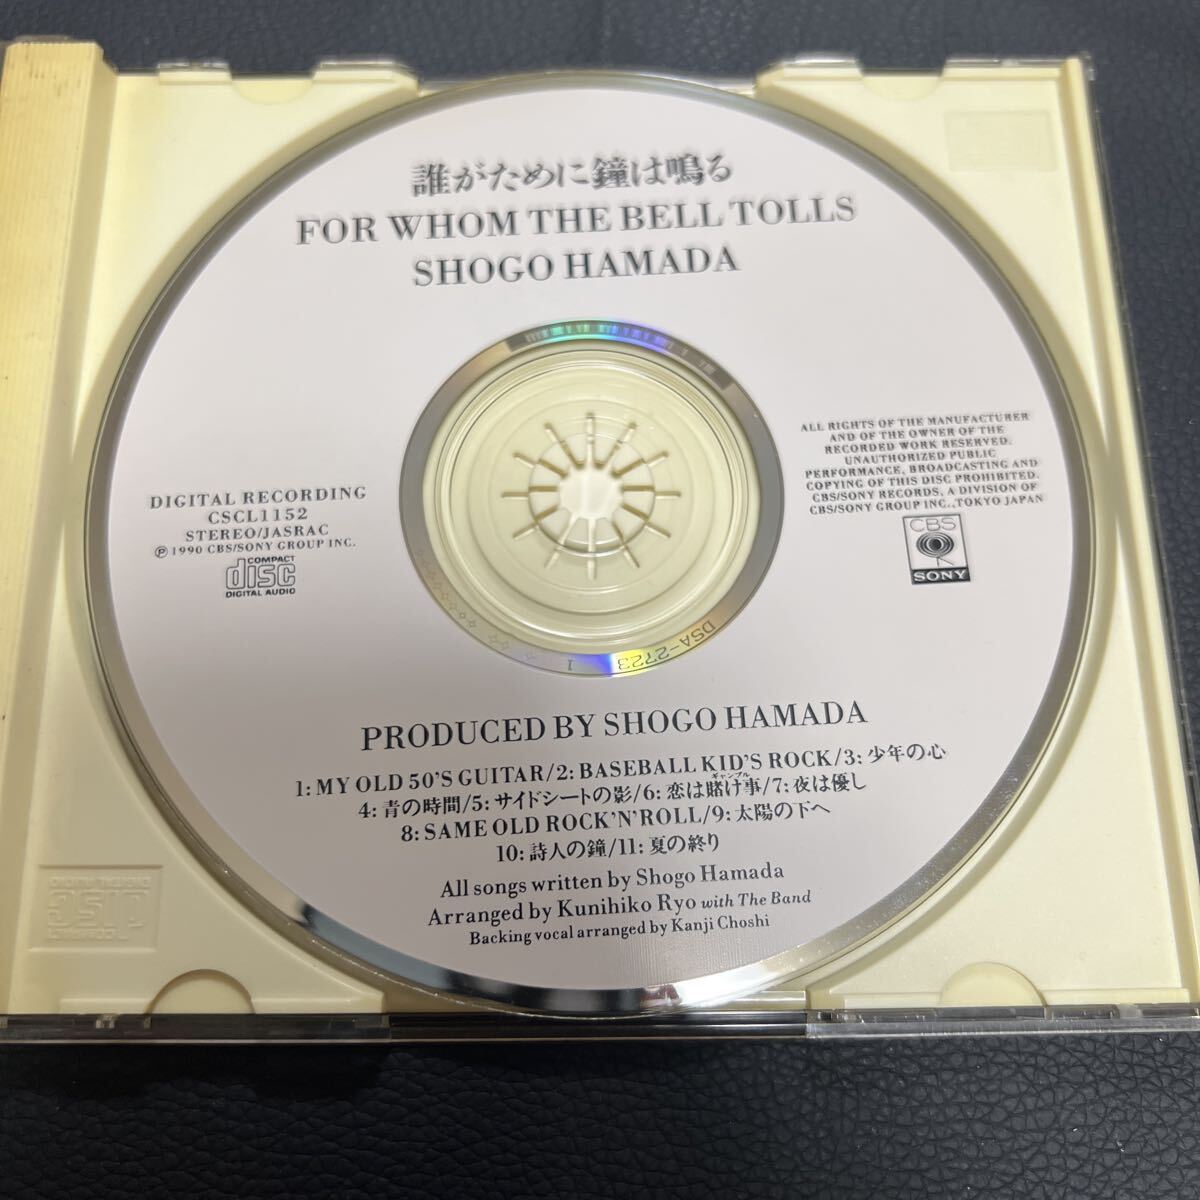 誰がために鐘は鳴る
FOR WHOM THE BELL TOLLS
SHOGO HAMADA
DIGITAL RECORDING
CSCL1152
STEREO/JASRAC
Ⓟ1990 CBS/SONY GROUP INC.
COMPACT
disc
DIGITAL AUDIO
ALL RIGHTS OF THE MANUFACTURER
AND OF THE OWNER OF THE
RECORDED WORK RESERVED.
UNAUTHORIZED PUBLIC
PERFORMANCE, BROADCASTING AND
COPYING OF THIS DISC PROHIBITED.
CBS/SONY RECORDS, A DIVISION OF
CBS/SONY GROUP INC., TOKYO JAPAN
CBS
SONY
DSA-2723 1
PRODUCED BY SHOGO HAMADA
1: MY OLD 50'S GUITAR/2: BASEBALL KID'S ROCK/3: 少年の心
ギャンブル
4: 青の時間/5: サイドシートの影/6: 恋は賭け事/7: 夜は優し
8: SAME OLD ROCK'N'ROLL/9: 太陽の下へ
10: 詩人の鐘/11: 夏の終り
All songs written by Shogo Hamada
Arranged by Kunihiko Ryo with The Band
Backing vocal arranged by Kanji Choshi
COMPACT
disc
DIGITAL AUDIO